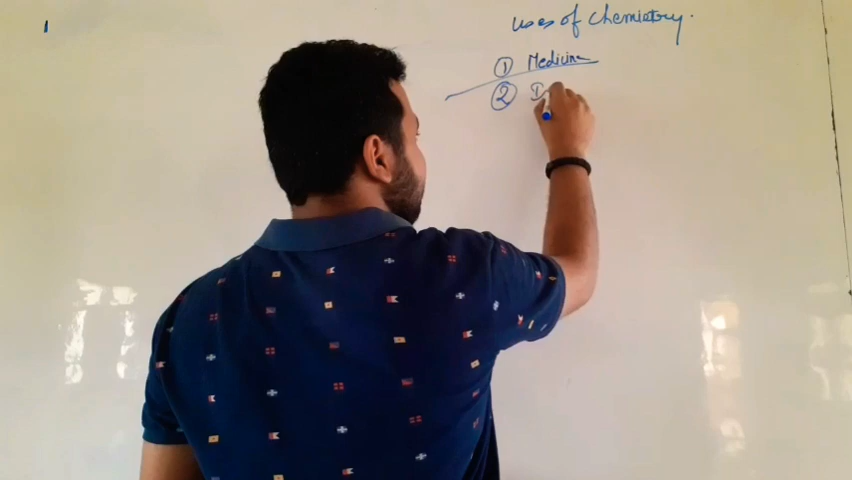 uses of chemistry.
① Medicine
② I